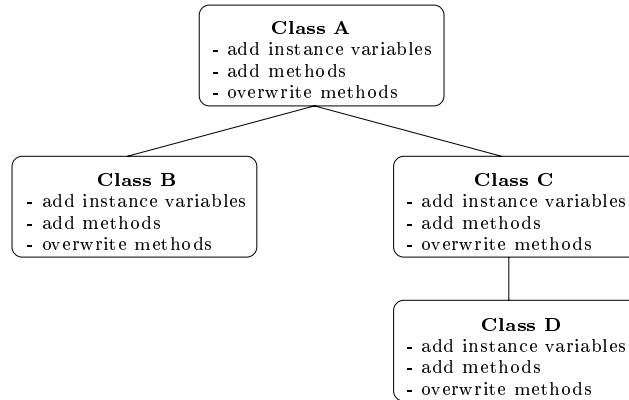 Class A
- add instance variables
- add methods
- overwrite methods
Class B
- add instance variables
- add methods
- overwrite methods
Class C
- add instance variables
- add methods
- overwrite methods
Class D
- add instance variables
- add methods
- overwrite methods